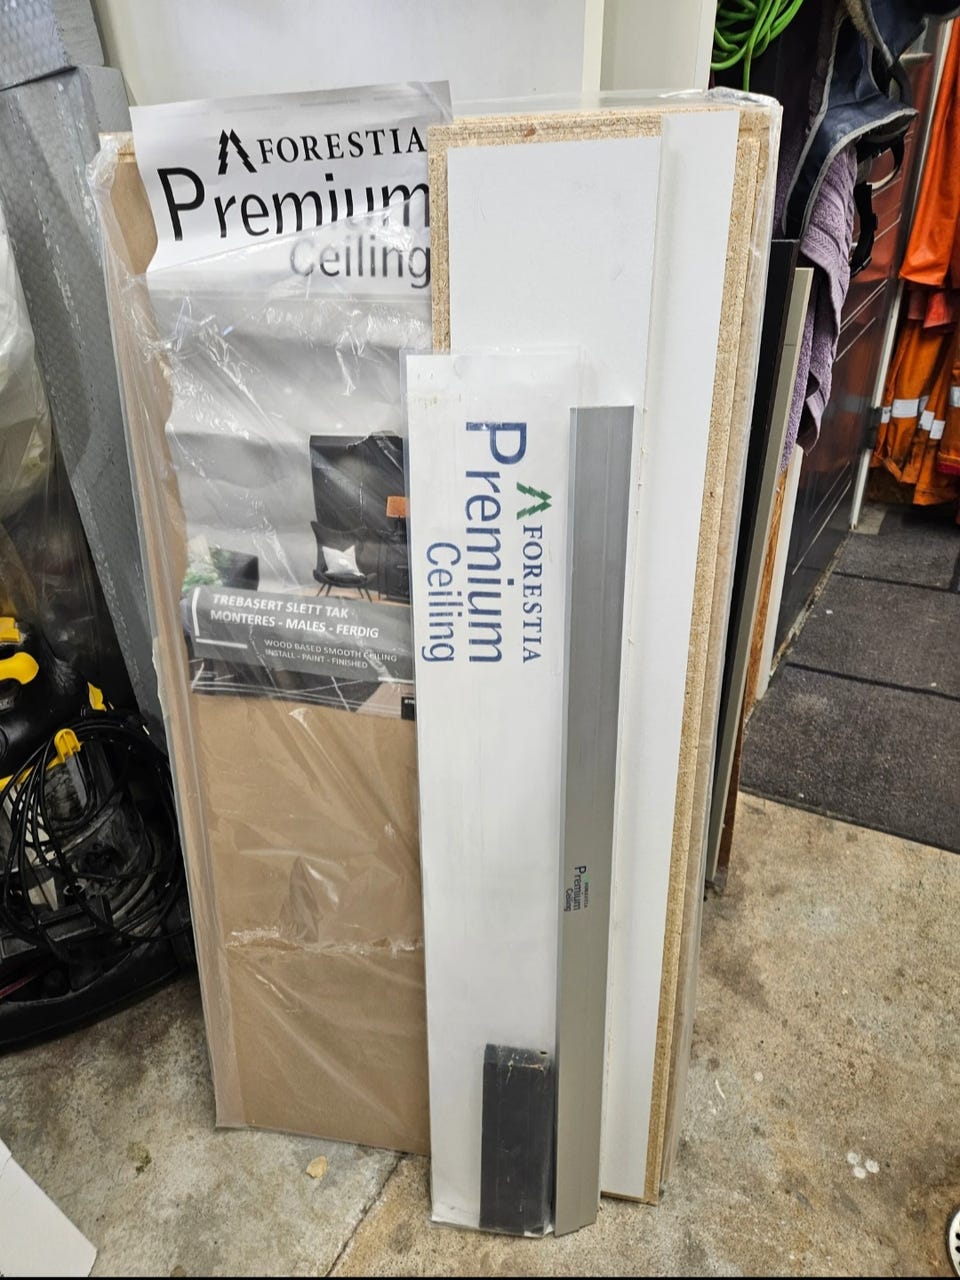 FORESTIA
Premium
Ceiling
TREBASERT SLETT TAK
MONTERES - MALES - FERDIG
WOOD BASED SMOOTH CEILING
INSTALL - PAINT - FINISHED
FORESTIA
Premium
Ceiling
FORESTIA
Premium
Ceiling